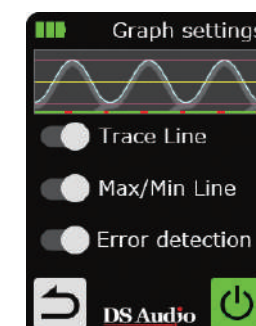 Graph settings
Trace Line
Max/Min Line
Error detection
DS Audio